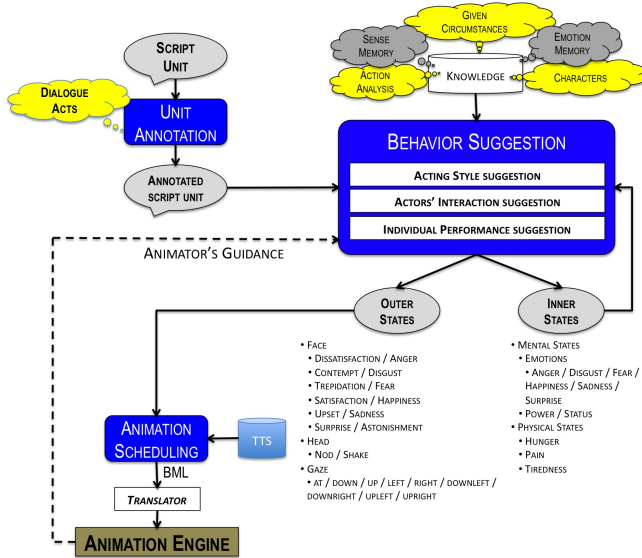 GIVEN
CIRCUMSTANCES
SENSE
MEMORY
EMOTION
MEMORY
ACTION
ANALYSIS
KNOWLEDGE
CHARACTERS
SCRIPT
UNIT
DIALOGUE
ACTS
UNIT
ANNOTATION
ANNOTATED
SCRIPT UNIT
BEHAVIOR SUGGESTION
ACTING STYLE SUGGESTION
ACTORS' INTERACTION SUGGESTION
INDIVIDUAL PERFORMANCE SUGGESTION
ANIMATOR'S GUIDANCE
OUTER
STATES
INNER
STATES
• FACE
• DISSATISFACTION / ANGER
• CONTEMPT / DISGUST
• TREPIDATION / FEAR
• SATISFACTION / HAPPINESS
• UPSET / SADNESS
• SURPRISE / ASTONISHMENT
• HEAD
• NOD / SHAKE
• GAZE
• AT / DOWN / UP / LEFT / RIGHT / DOWNLEFT /
DOWNRIGHT / UPLEFT / UPRIGHT
• MENTAL STATES
• EMOTIONS
• ANGER / DISGUST / FEAR /
HAPPINESS / SADNESS /
SURPRISE
• POWER / STATUS
• PHYSICAL STATES
• HUNGER
• PAIN
• TIREDNESS
ANIMATION
SCHEDULING
TTS
BML
TRANSLATOR
ANIMATION ENGINE